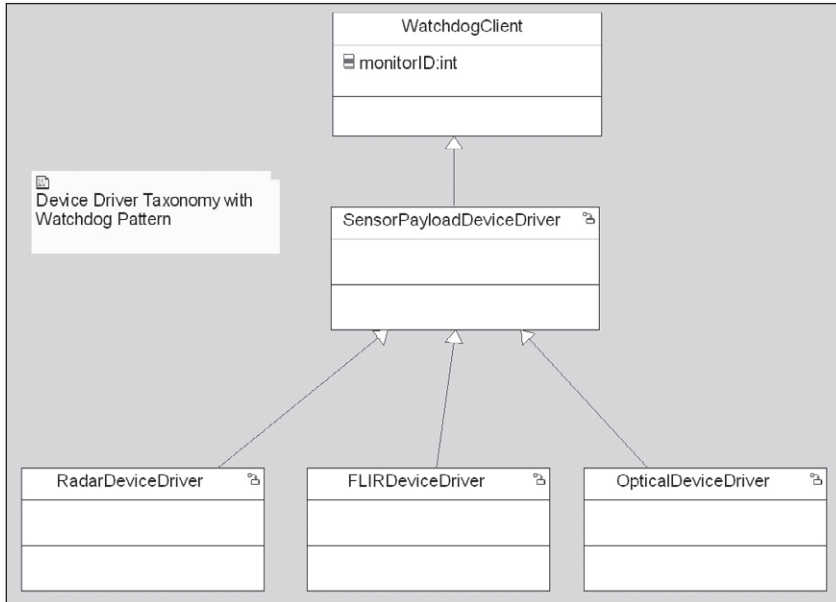 WatchdogClient
monitorID:int
Device Driver Taxonomy with
Watchdog Pattern
SensorPayloadDeviceDriver
RadarDeviceDriver
FLIRDeviceDriver
OpticalDeviceDriver